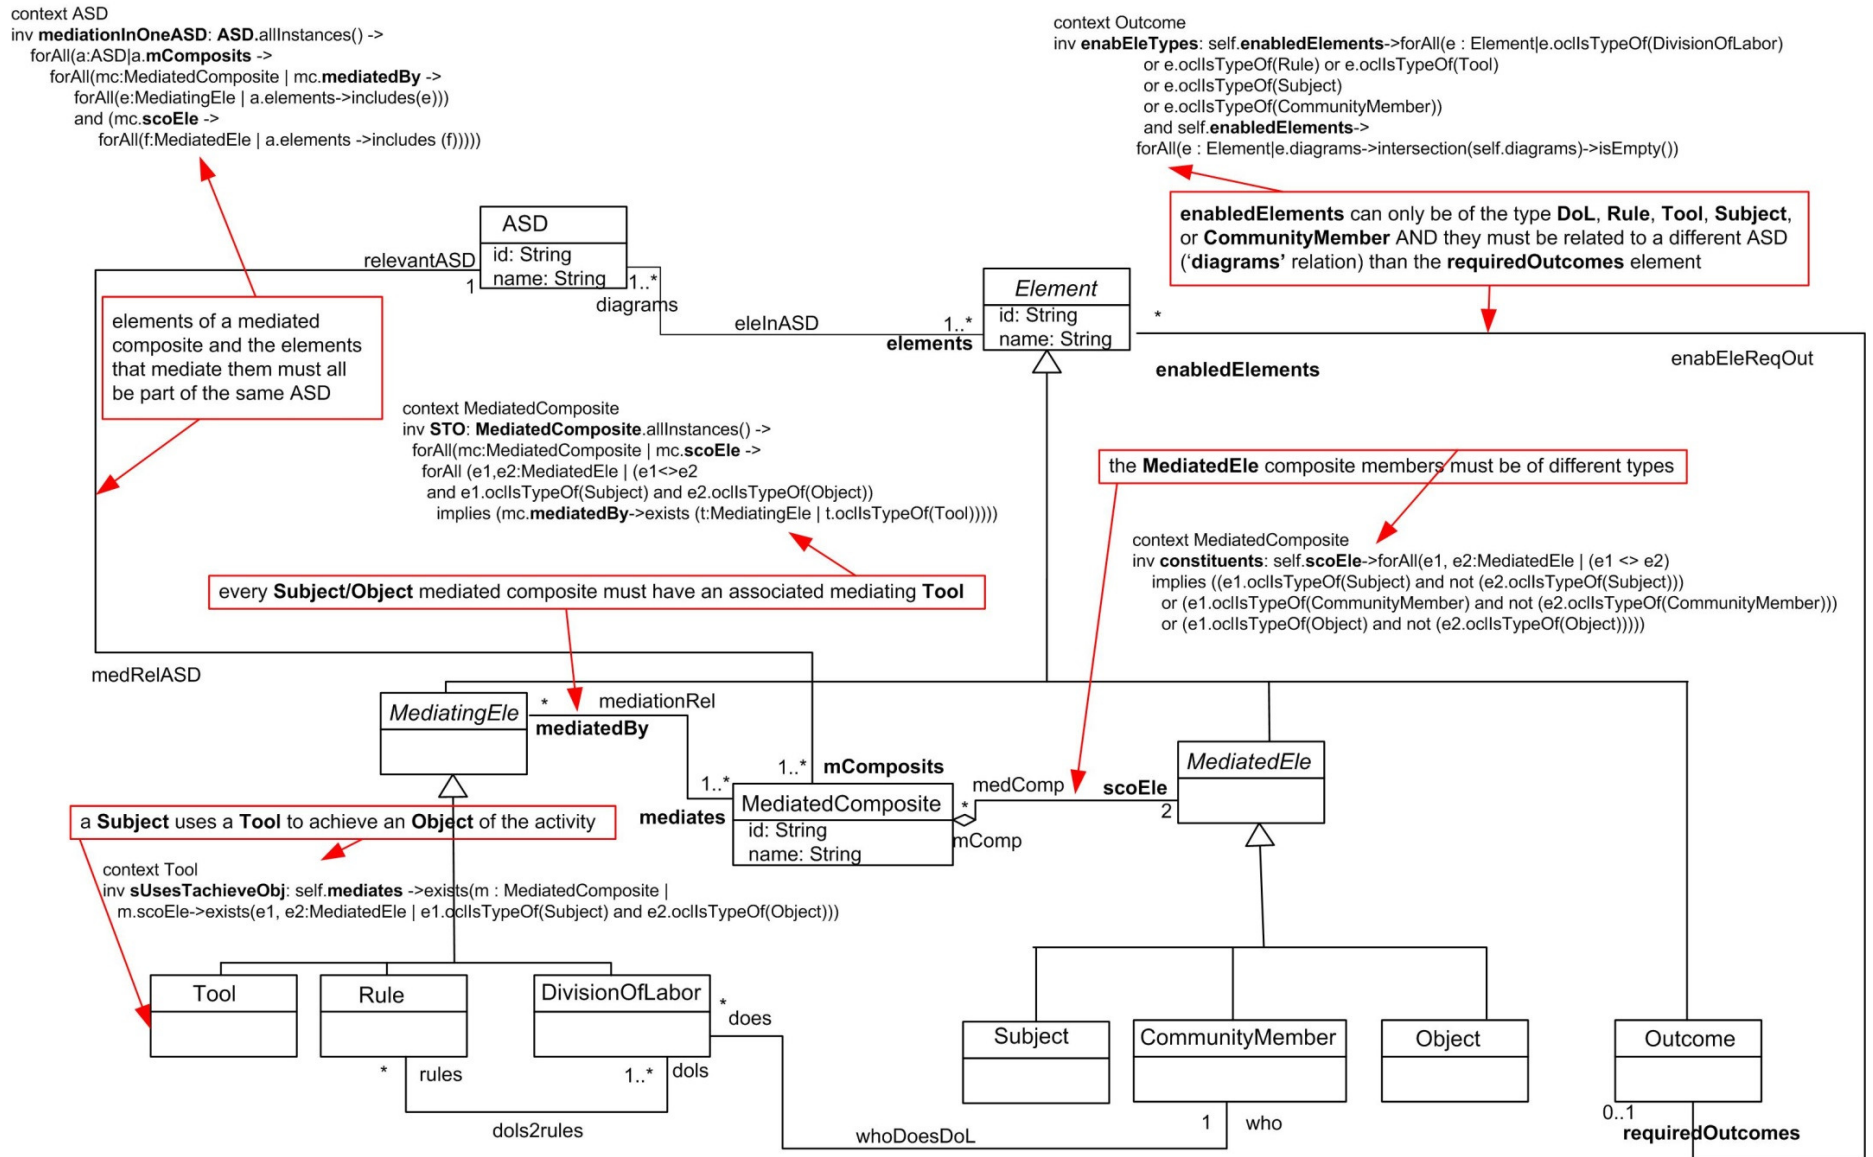 context ASD
inv mediationInOneASD: ASD.allInstances() ->
forAll(a:ASD|a.mComposits ->
forAll(mc:MediatedComposite | mc.mediatedBy ->
forAll(e:MediatingEle | a.elements->includes(e)))
and (mc.scoEle ->
forAll(f:MediatedEle | a.elements ->includes (f)))))
context Outcome
inv enabEleTypes: self.enabledElements->forAll(e : Element|e.oclIsTypeOf(DivisionOfLabor)
or e.oclIsTypeOf(Rule) or e.oclIsTypeOf(Tool)
or e.oclIsTypeOf(Subject)
or e.oclIsTypeOf(CommunityMember))
and self.enabledElements->
forAll(e : Element|e.diagrams->intersection(self.diagrams)->isEmpty())
enabledElements can only be of the type DoL, Rule, Tool, Subject,
or CommunityMember AND they must be related to a different ASD
('diagrams' relation) than the requiredOutcomes element
ASD
id: String
name: String
relevantASD
1
1..*
diagrams
eleInASD
1..*
elements
Element
id: String
name: String
*
enabledElements
enabEleReqOut
elements of a mediated
composite and the elements
that mediate them must all
be part of the same ASD
context MediatedComposite
inv STO: MediatedComposite.allInstances() ->
forAll(mc:MediatedComposite | mc.scoEle ->
forAll (e1,e2:MediatedEle | (e1<>e2
and e1.oclIsTypeOf(Subject) and e2.oclIsTypeOf(Object))
implies (mc.mediatedBy->exists (t:MediatingEle | t.oclIsTypeOf(Tool)))))
the MediatedEle composite members must be of different types
context MediatedComposite
inv constituents: self.scoEle->forAll(e1, e2:MediatedEle | (e1 <> e2)
implies ((e1.oclIsTypeOf(Subject) and not (e2.oclIsTypeOf(Subject)))
or (e1.oclIsTypeOf(CommunityMember) and not (e2.oclIsTypeOf(CommunityMember)))
or (e1.oclIsTypeOf(Object) and not (e2.oclIsTypeOf(Object)))))
every Subject/Object mediated composite must have an associated mediating Tool
medRelASD
MediatingEle
*
mediationRel
mediatedBy
1..*
mComposits
1..*
mediates
MediatedComposite
id: String
name: String
*
mComp
medComp
scoEle
2
MediatedEle
a Subject uses a Tool to achieve an Object of the activity
context Tool
inv sUsesTachieveObj: self.mediates ->exists(m : MediatedComposite |
m.scoEle->exists(e1, e2:MediatedEle | e1.oclIsTypeOf(Subject) and e2.oclIsTypeOf(Object)))
Tool
Rule
DivisionOfLabor
*
does
Subject
CommunityMember
Object
Outcome
*
rules
1..*
dols
dols2rules
whoDoesDoL
1
who
0..1
requiredOutcomes